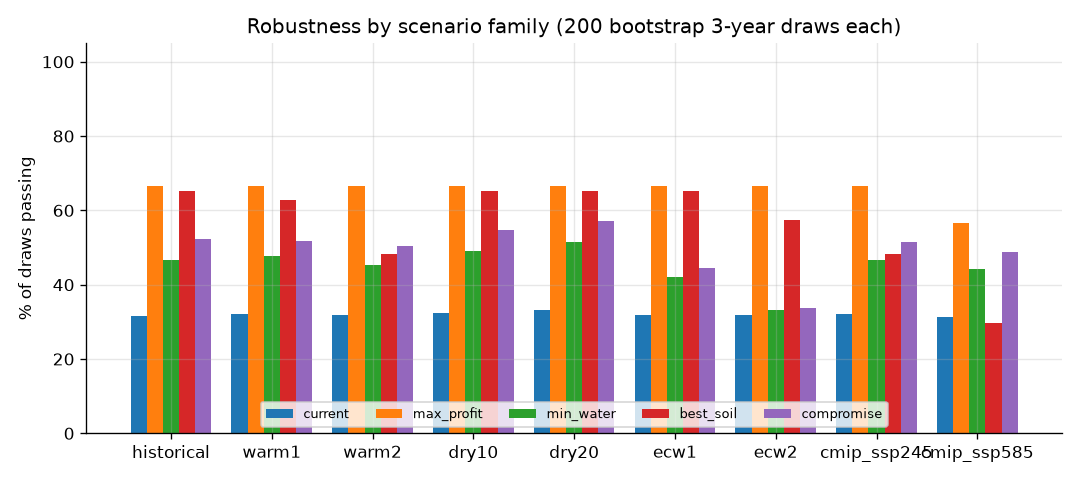 Robustness by scenario family (200 bootstrap 3-year draws each)
% of draws passing
100
80
60
40
20
0
current max_profit min_water best_soil compromise
historical warm1 warm2 dry10 dry20 ecw1 ecw2 cmip_ssp245 cmip_ssp585